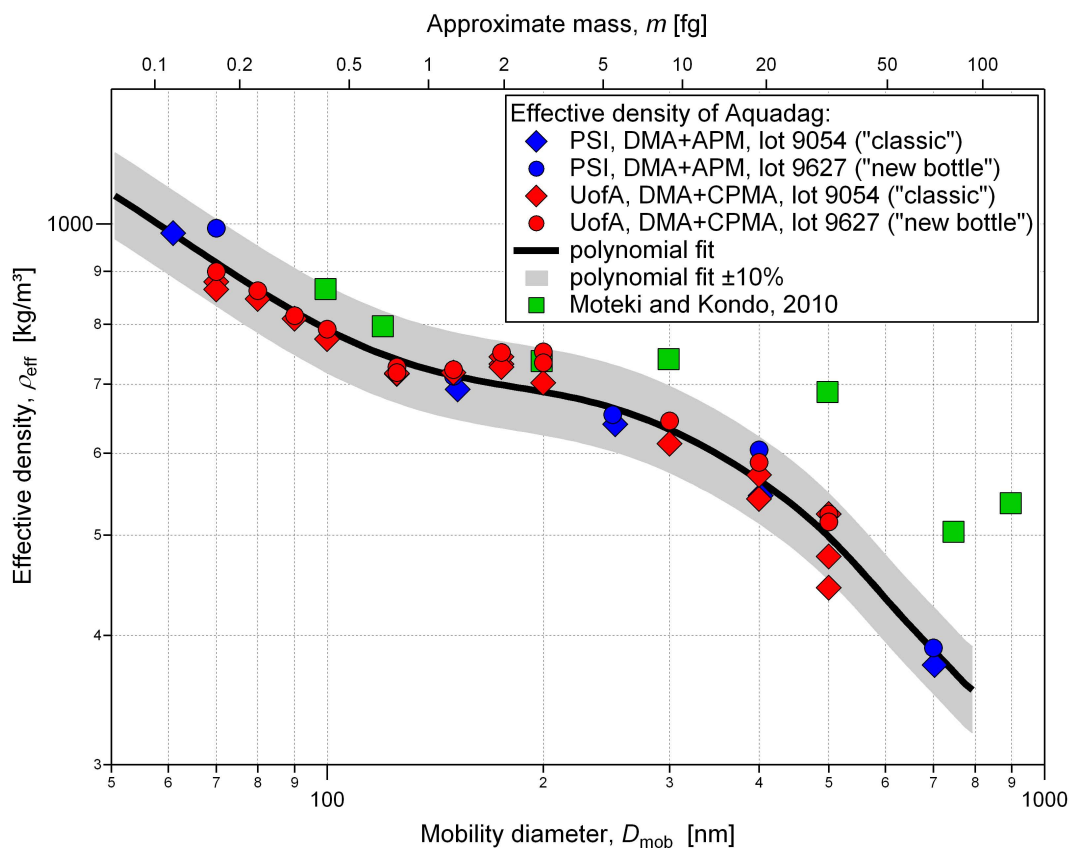 Approximate mass, m [fg]
0.1 0.2 0.5 1 2 5 10 20 50 100
Effective density of Aquadag:
PSI, DMA+APM, lot 9054 ("classic")
PSI, DMA+APM, lot 9627 ("new bottle")
UofA, DMA+CPMA, lot 9054 ("classic")
UofA, DMA+CPMA, lot 9627 ("new bottle")
polynomial fit
polynomial fit ±10%
Moteki and Kondo, 2010
Effective density, ρeff [kg/m³]
1000
9
8
7
6
5
4
3
5 6 7 8 9 2 3 4 5 6 7 8 9
100 1000
Mobility diameter, Dmob [nm]